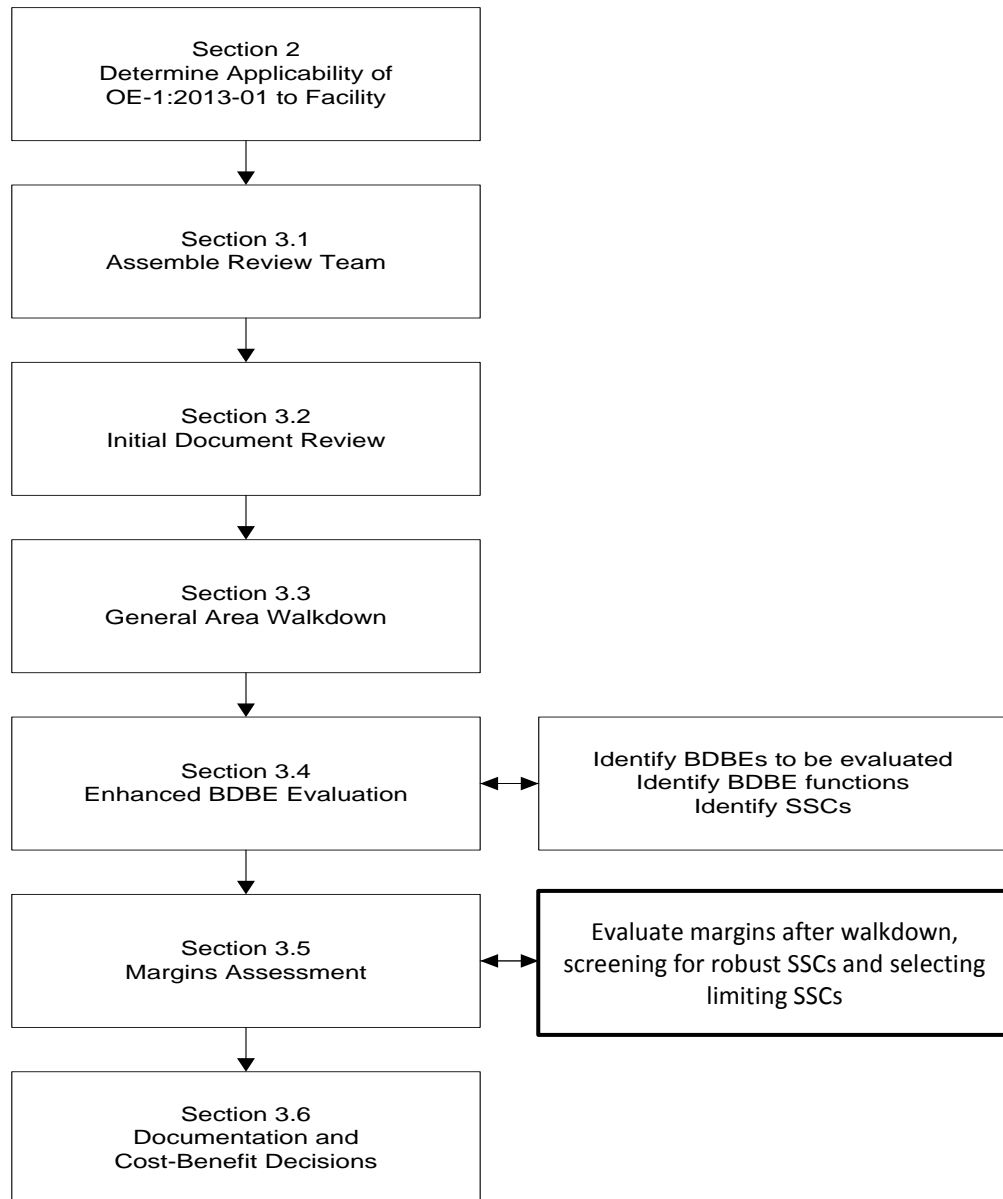 Section 2
Determine Applicability of
OE-1:2013-01 to Facility
Section 3.1
Assemble Review Team
Section 3.2
Initial Document Review
Section 3.3
General Area Walkdown
Section 3.4
Enhanced BDBE Evaluation
Identify BDBEs to be evaluated
Identify BDBE functions
Identify SSCs
Section 3.5
Margins Assessment
Evaluate margins after walkdown,
screening for robust SSCs and selecting
limiting SSCs
Section 3.6
Documentation and
Cost-Benefit Decisions